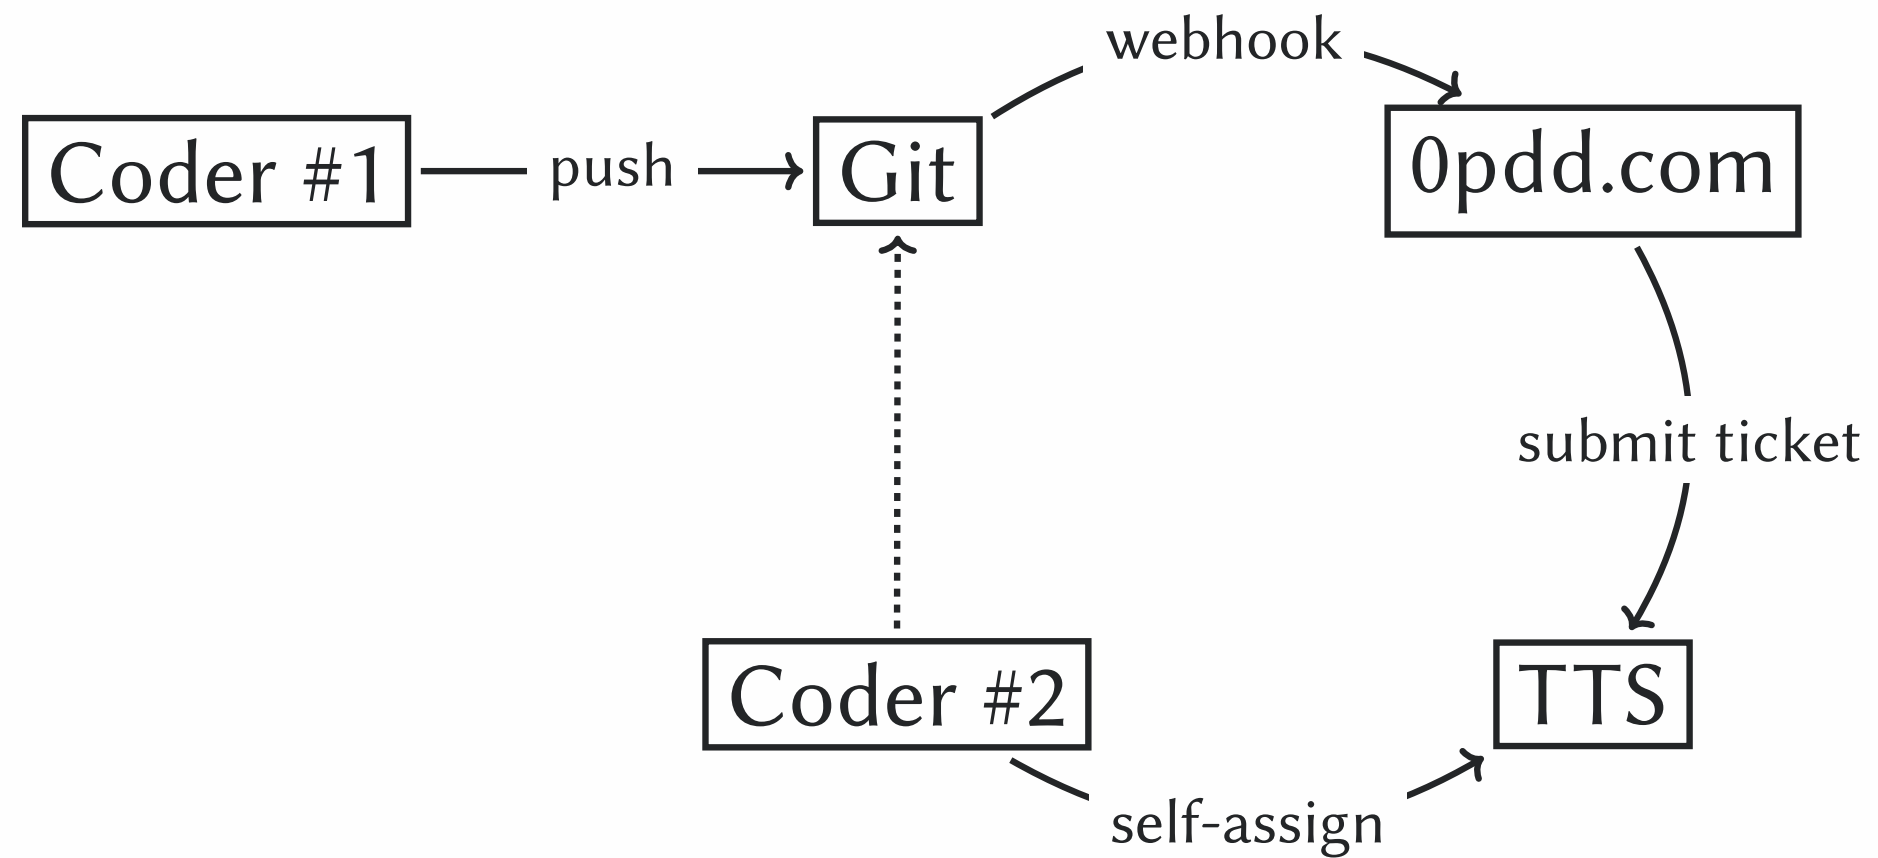 webhook
Coder #1
push
Git
0pdd.com
submit ticket
Coder #2
TTS
self-assign